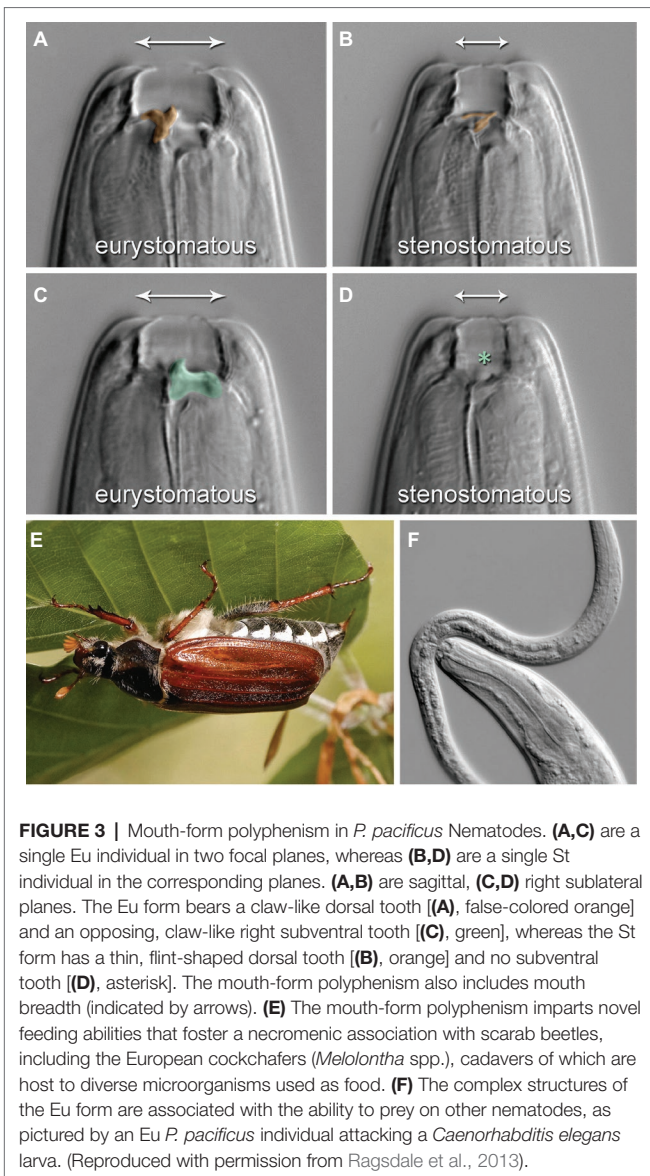 A
B
eurystomatous
stenostomatous
C
D
eurystomatous
stenostomatous
E
F
FIGURE 3 | Mouth-form polyphenism in P. pacificus Nematodes. (A,C) are a
single Eu individual in two focal planes, whereas (B,D) are a single St
individual in the corresponding planes. (A,B) are sagittal, (C,D) right sublateral
planes. The Eu form bears a claw-like dorsal tooth [(A), false-colored orange]
and an opposing, claw-like right subventral tooth [(C), green], whereas the St
form has a thin, flint-shaped dorsal tooth [(B), orange] and no subventral
tooth [(D), asterisk]. The mouth-form polyphenism also includes mouth
breadth (indicated by arrows). (E) The mouth-form polyphenism imparts novel
feeding abilities that foster a necromenic association with scarab beetles,
including the European cockchafers (Melolontha spp.), cadavers of which are
host to diverse microorganisms used as food. (F) The complex structures of
the Eu form are associated with the ability to prey on other nematodes, as
pictured by an Eu P. pacificus individual attacking a Caenorhabditis elegans
larva. (Reproduced with permission from Ragsdale et al., 2013).